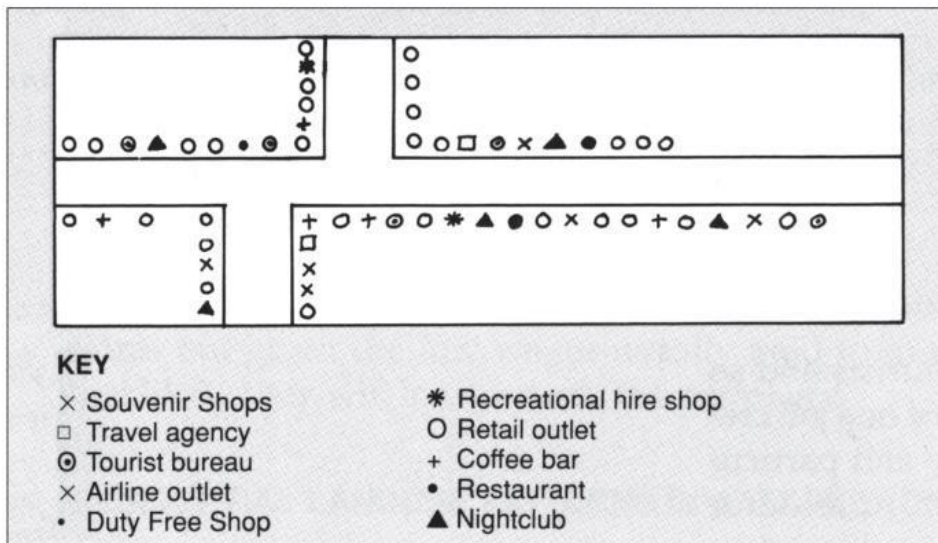 KEY
× Souvenir Shops
□ Travel agency
⊙ Tourist bureau
× Airline outlet
• Duty Free Shop
✳ Recreational hire shop
O Retail outlet
+ Coffee bar
● Restaurant
▲ Nightclub